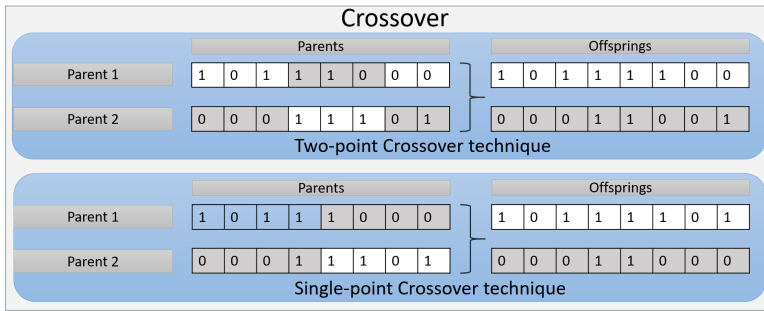 Crossover
Parents Offsprings
Parent 1 1 0 1 1 1 0 0 0 1 0 1 1 1 1 0 0
Parent 2 0 0 0 1 1 1 0 1 0 0 0 1 1 0 0 1
Two-point Crossover technique
Parents Offsprings
Parent 1 1 0 1 1 1 0 0 0 1 0 1 1 1 1 0 1
Parent 2 0 0 0 1 1 1 0 1 0 0 0 1 1 0 0 0
Single-point Crossover technique